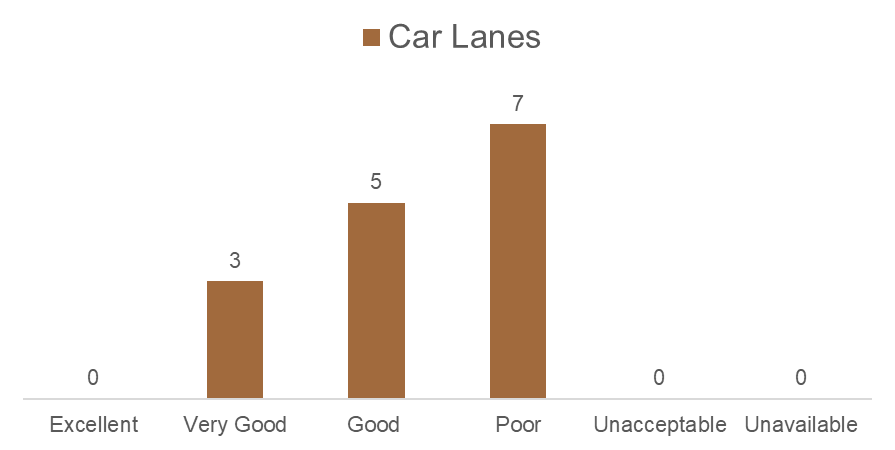 Car Lanes
7
5
3
0 0 0
Excellent Very Good Good Poor Unacceptable Unavailable